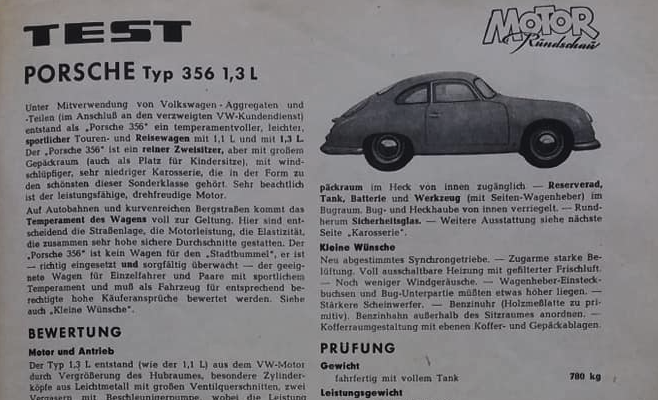 TEST
MOTOR
Rundschau
PORSCHE Typ 356 1,3 L
Unter Mitverwendung von Volkswagen-Aggregaten und
-Teilen (im Anschluß an den verzweigten VW-Kundendienst)
entstand als „Porsche 356" ein temperamentvoller, leichter,
sportlicher Touren- und Reisewagen mit 1,1 L und mit 1,3 L.
Der „Porsche 356" ist ein reiner Zweisitzer, aber mit großem
Gepäckraum (auch als Platz für Kindersitze), mit wind-
schlüpfiger, sehr niedriger Karosserie, die in der Form zu
den schönsten dieser Sonderklasse gehört. Sehr beachtlich
ist der leistungsfähige, drehfreudige Motor.
Auf Autobahnen und kurvenreichen Bergstraßen kommt das
Temperament des Wagens voll zur Geltung. Hier sind ent-
scheidend die Straßenlage, die Motorleistung, die Elastizität,
die zusammen sehr hohe sichere Durchschnitte gestatten. Der
„Porsche 356" ist kein Wagen für den „Stadtbummel", er ist
— richtig eingesetzt und sorgfältig überwacht — der geeig-
nete Wagen für Einzelfahrer und Paare mit sportlichem
Temperament und muß als Fahrzeug für entsprechend be-
rechtigte hohe Käuferansprüche bewertet werden. Siehe
auch „Kleine Wünsche".
BEWERTUNG
Motor und Antrieb
Der Typ 1,3 L entstand (wie der 1,1 L) aus dem VW-Motor
durch Vergrößerung des Hubraumes, besondere Zylinder-
köpfe aus Leichtmetall mit großen Ventilquerschnitten, zwei
Vergasern mit Beschleunigerpumpe, wobei die Leistung
päckraum im Heck von innen zugänglich — Reserverad,
Tank, Batterie und Werkzeug (mit Seiten-Wagenheber) im
Bugraum. Bug- und Heckhaube von innen verriegelt. — Rund-
herum Sicherheitsglas. — Weitere Ausstattung siehe nächste
Seite „Karosserie".
Kleine Wünsche
Neu abgestimmtes Synchrongetriebe. — Zugarme starke Be-
lüftung. Voll ausschaltbare Heizung mit gefilterter Frischluft.
— Noch weniger Windgeräusche. — Wagenheber-Einsteck-
buchsen und Bug-Unterpartie müßten etwas höher liegen. —
Stärkere Scheinwerfer. — Benzinuhr (Holzmeßlatte zu pri-
mitiv). Benzinhahn außerhalb des Sitzraumes anordnen. —
Kofferraumgestaltung mit ebenen Koffer- und Gepäckablagen.
PRÜFUNG
Gewicht
fahrfertig mit vollem Tank 780 kg
Leistungsgewicht